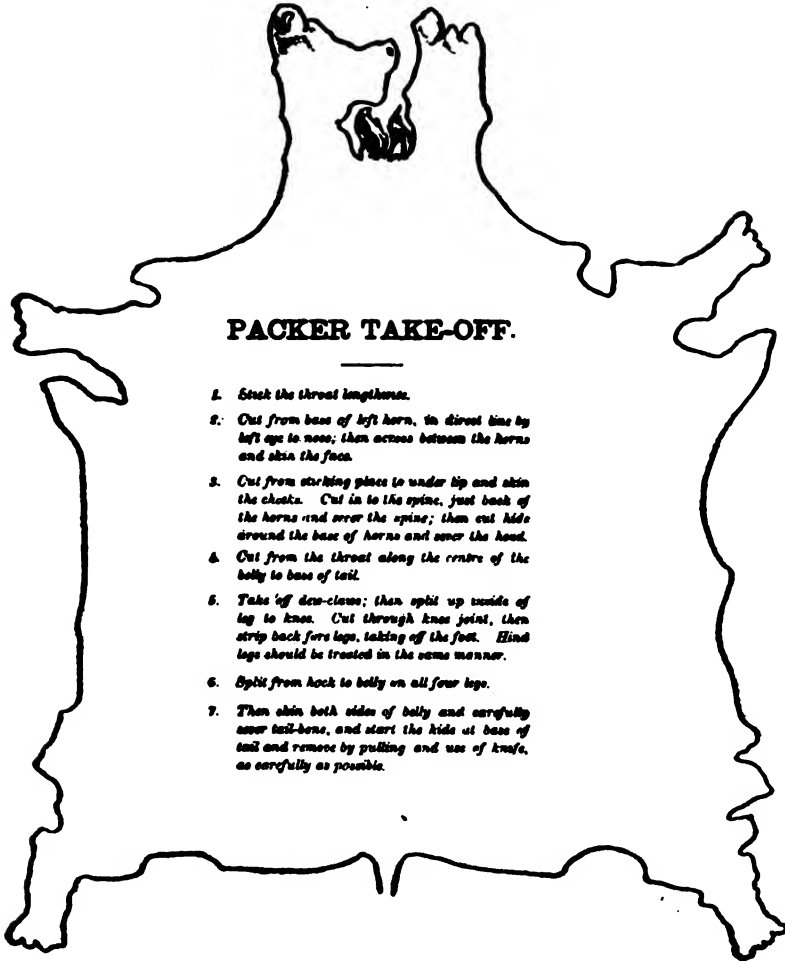 PACKER TAKE-OFF.
1. Stick the throat lengthwise.
2. Cut from base of left horn, in direct line by
left eye to nose; then across between the horns
and skin the face.
3. Cut from sticking place to under lip and skin
the cheeks. Cut in to the spine, just back of
the horns and sever the spine; then cut hide
around the base of horns and sever the head.
4. Cut from the throat along the centre of the
belly to base of tail.
5. Take off dew-claws; then split up inside of
leg to knee. Cut through knee joint, then
strip back fore legs, taking off the foot. Hind
legs should be treated in the same manner.
6. Split from hock to belly on all four legs.
7. Then skin both sides of belly and carefully
sever tail-bone, and start the hide at base of
tail and remove by pulling and use of knife,
as carefully as possible.